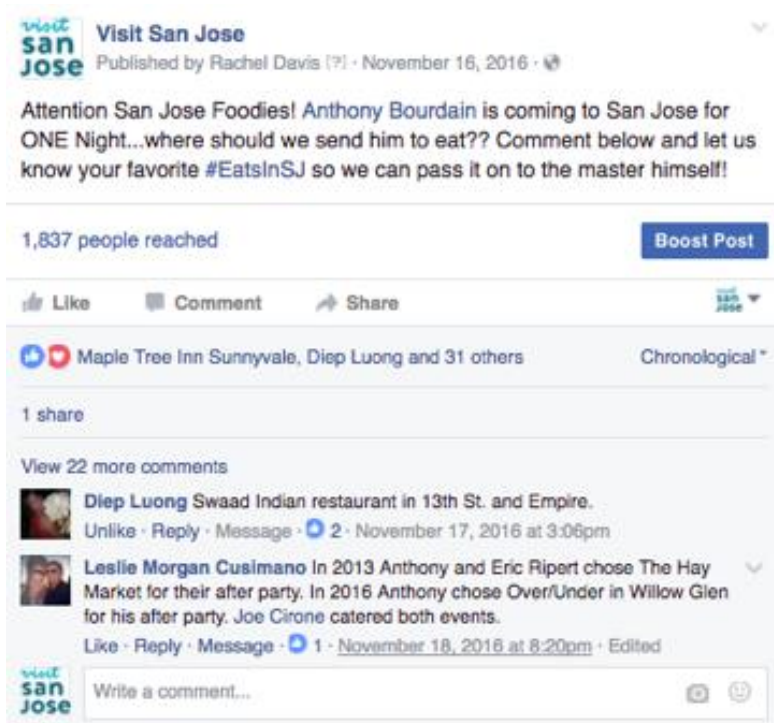 visit
san
Jose
Visit San Jose
Published by Rachel Davis [?] · November 16, 2016 ·
Attention San Jose Foodies! Anthony Bourdain is coming to San Jose for
ONE Night...where should we send him to eat?? Comment below and let us
know your favorite #EatsInSJ so we can pass it on to the master himself!
1,837 people reached
Boost Post
Like Comment Share
visit
san
Jose
Maple Tree Inn Sunnyvale, Diep Luong and 31 others Chronological
1 share
View 22 more comments
Diep Luong Swaad Indian restaurant in 13th St. and Empire.
Unlike · Reply · Message · 2 · November 17, 2016 at 3:06pm
Leslie Morgan Cusimano In 2013 Anthony and Eric Ripert chose The Hay
Market for their after party. In 2016 Anthony chose Over/Under in Willow Glen
for his after party. Joe Cirone catered both events.
Like · Reply · Message · 1 · November 18, 2016 at 8:20pm · Edited
visit
san
Jose
Write a comment...